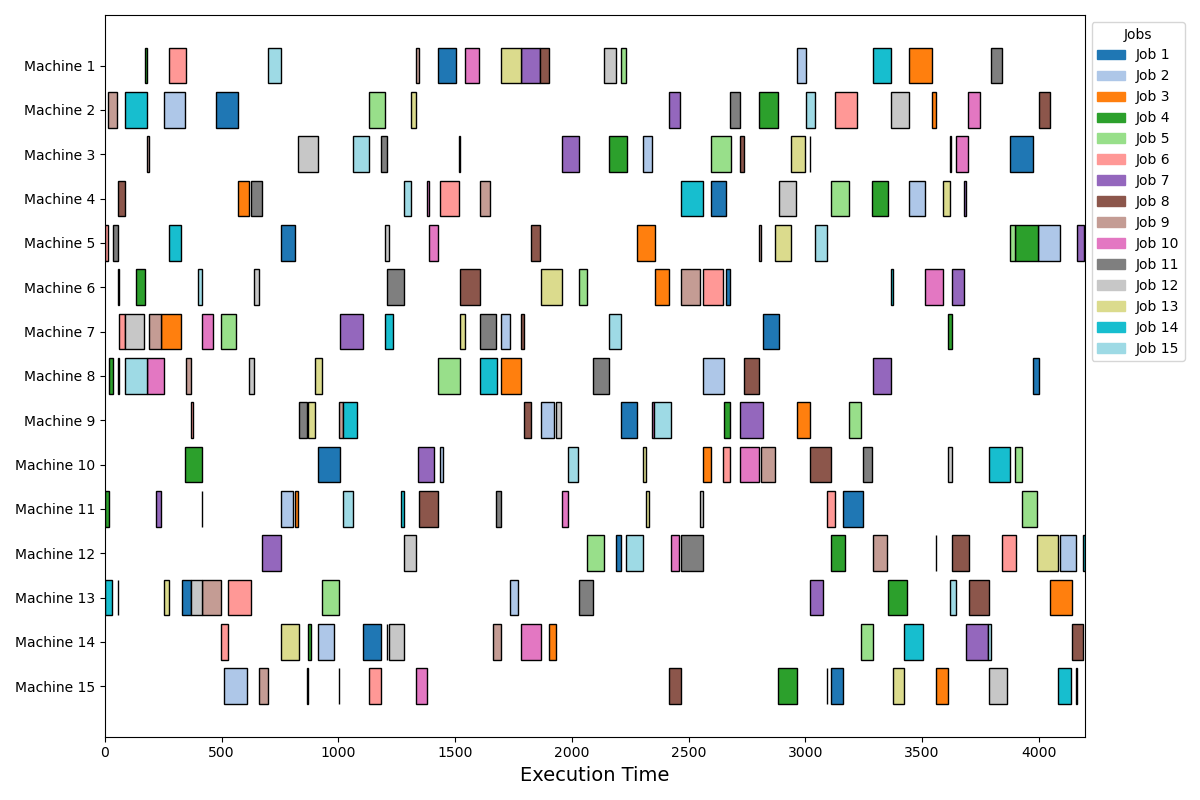 Machine 1
Machine 2
Machine 3
Machine 4
Machine 5
Machine 6
Machine 7
Machine 8
Machine 9
Machine 10
Machine 11
Machine 12
Machine 13
Machine 14
Machine 15
0 500 1000 1500 2000 2500 3000 3500 4000
Execution Time
Jobs
Job 1
Job 2
Job 3
Job 4
Job 5
Job 6
Job 7
Job 8
Job 9
Job 10
Job 11
Job 12
Job 13
Job 14
Job 15